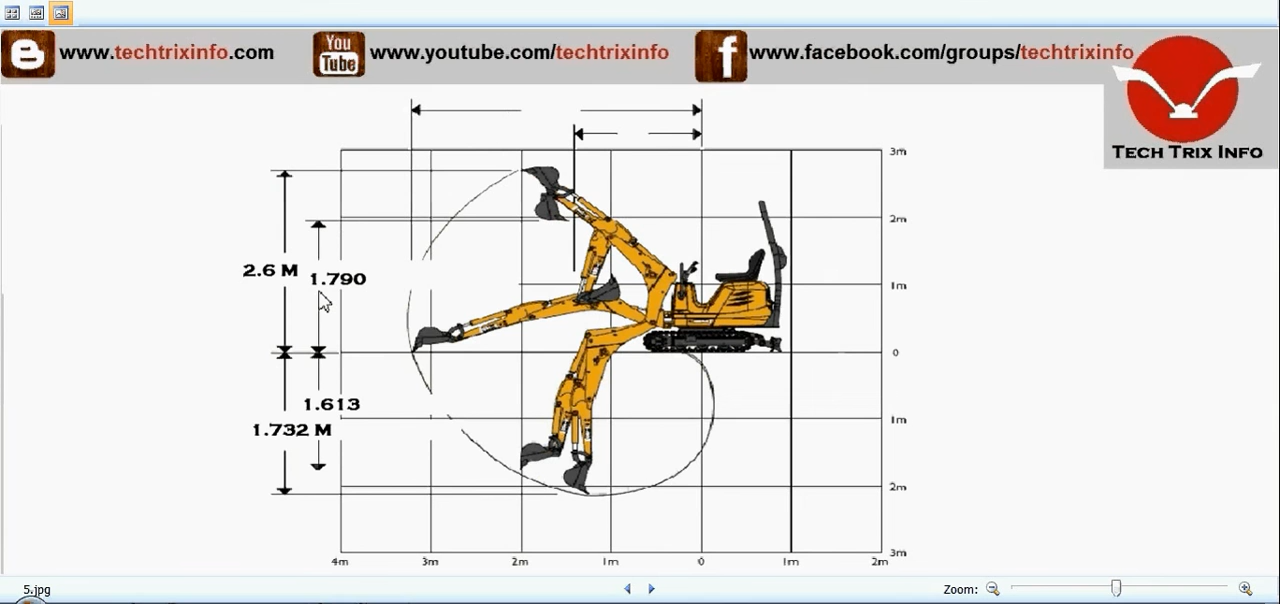 www.techtrixinfo.com
You
Tube
www.youtube.com/techtrixinfo
f
www.facebook.com/groups/techtrixinfo
Tech Trix Info
3m
2m
1m
0
1m
2m
3m
2.6 M
1.790
1.613
1.732 M
4m
3m
2m
1m
0
1m
2m
5.jpg
Zoom: